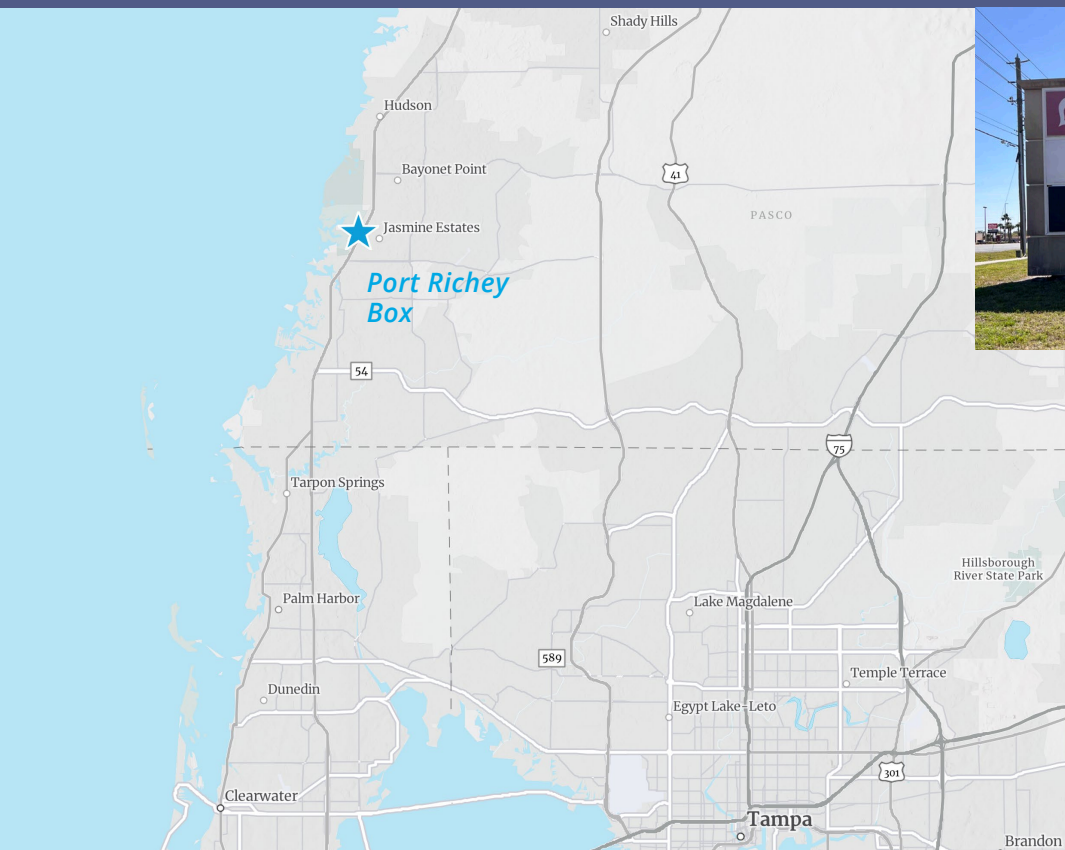 Shady Hills
Hudson
Bayonet Point
41
PASCO
Jasmine Estates
Port Richey
Box
54
75
Tarpon Springs
Hillsborough
River State Park
Palm Harbor
Lake Magdalene
589
Temple Terrace
Dunedin
Egypt Lake-Leto
301
Clearwater
Tampa
Brandon